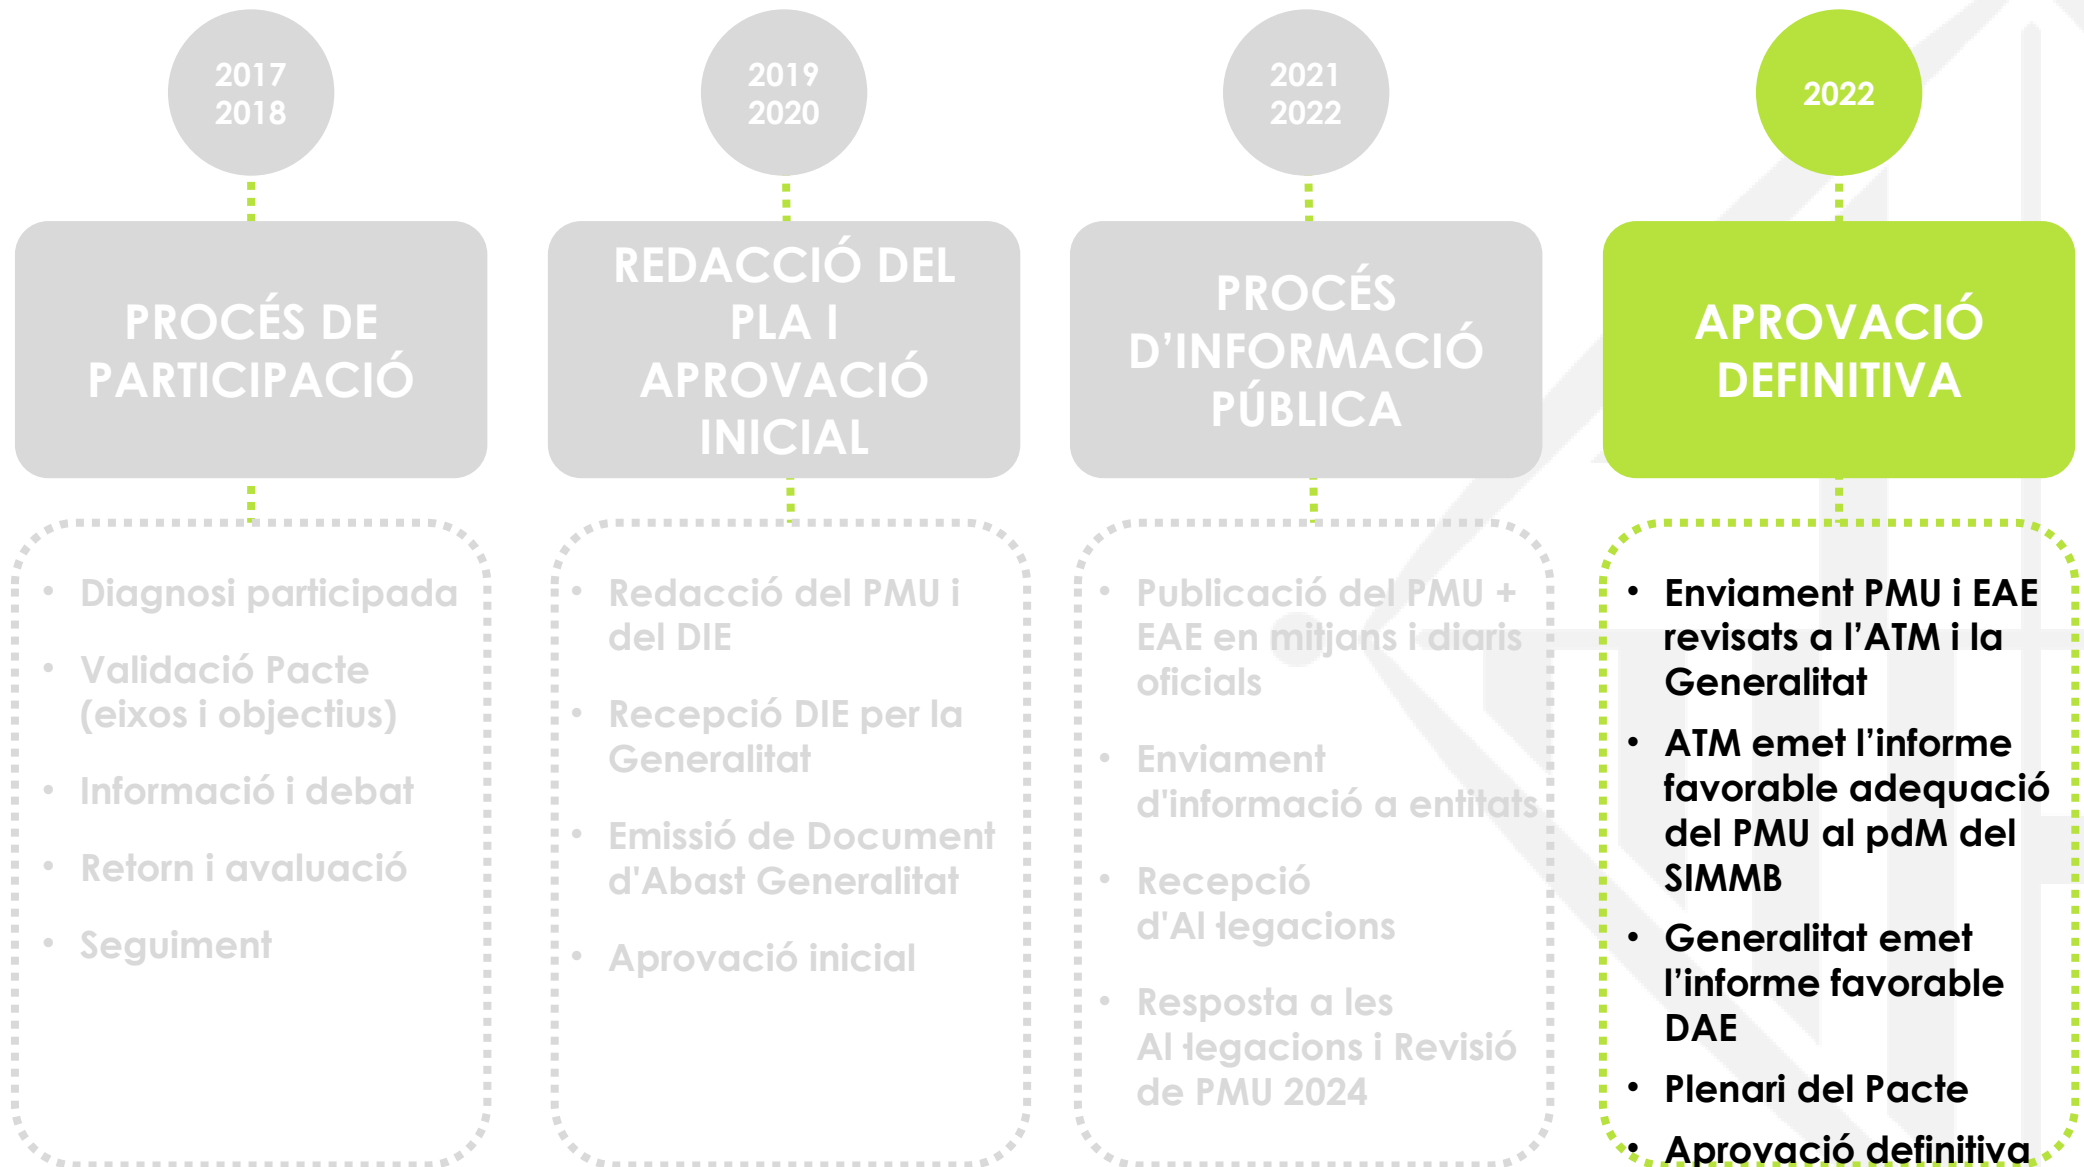 2017
2018
PROCÉS DE
PARTICIPACIÓ
• Diagnosi participada
• Validació Pacte
(eixos i objectius)
• Informació i debat
• Retorn i avaluació
• Seguiment
2019
2020
REDACCIÓ DEL
PLA I
APROVACIÓ
INICIAL
• Redacció del PMU i
del DIE
• Recepció DIE per la
Generalitat
• Emissió de Document
d'Abast Generalitat
• Aprovació inicial
2021
2022
PROCÉS
D’INFORMACIÓ
PÚBLICA
• Publicació del PMU +
EAE en mitjans i diaris
oficials
• Enviament
d'informació a entitats
• Recepció
d'Al·legacions
• Resposta a les
Al·legacions i Revisió
de PMU 2024
2022
APROVACIÓ
DEFINITIVA
• Enviament PMU i EAE
revisats a l’ATM i la
Generalitat
• ATM emet l’informe
favorable adequació
del PMU al pdM del
SIMMB
• Generalitat emet
l’informe favorable
DAE
• Plenari del Pacte
• Aprovació definitiva